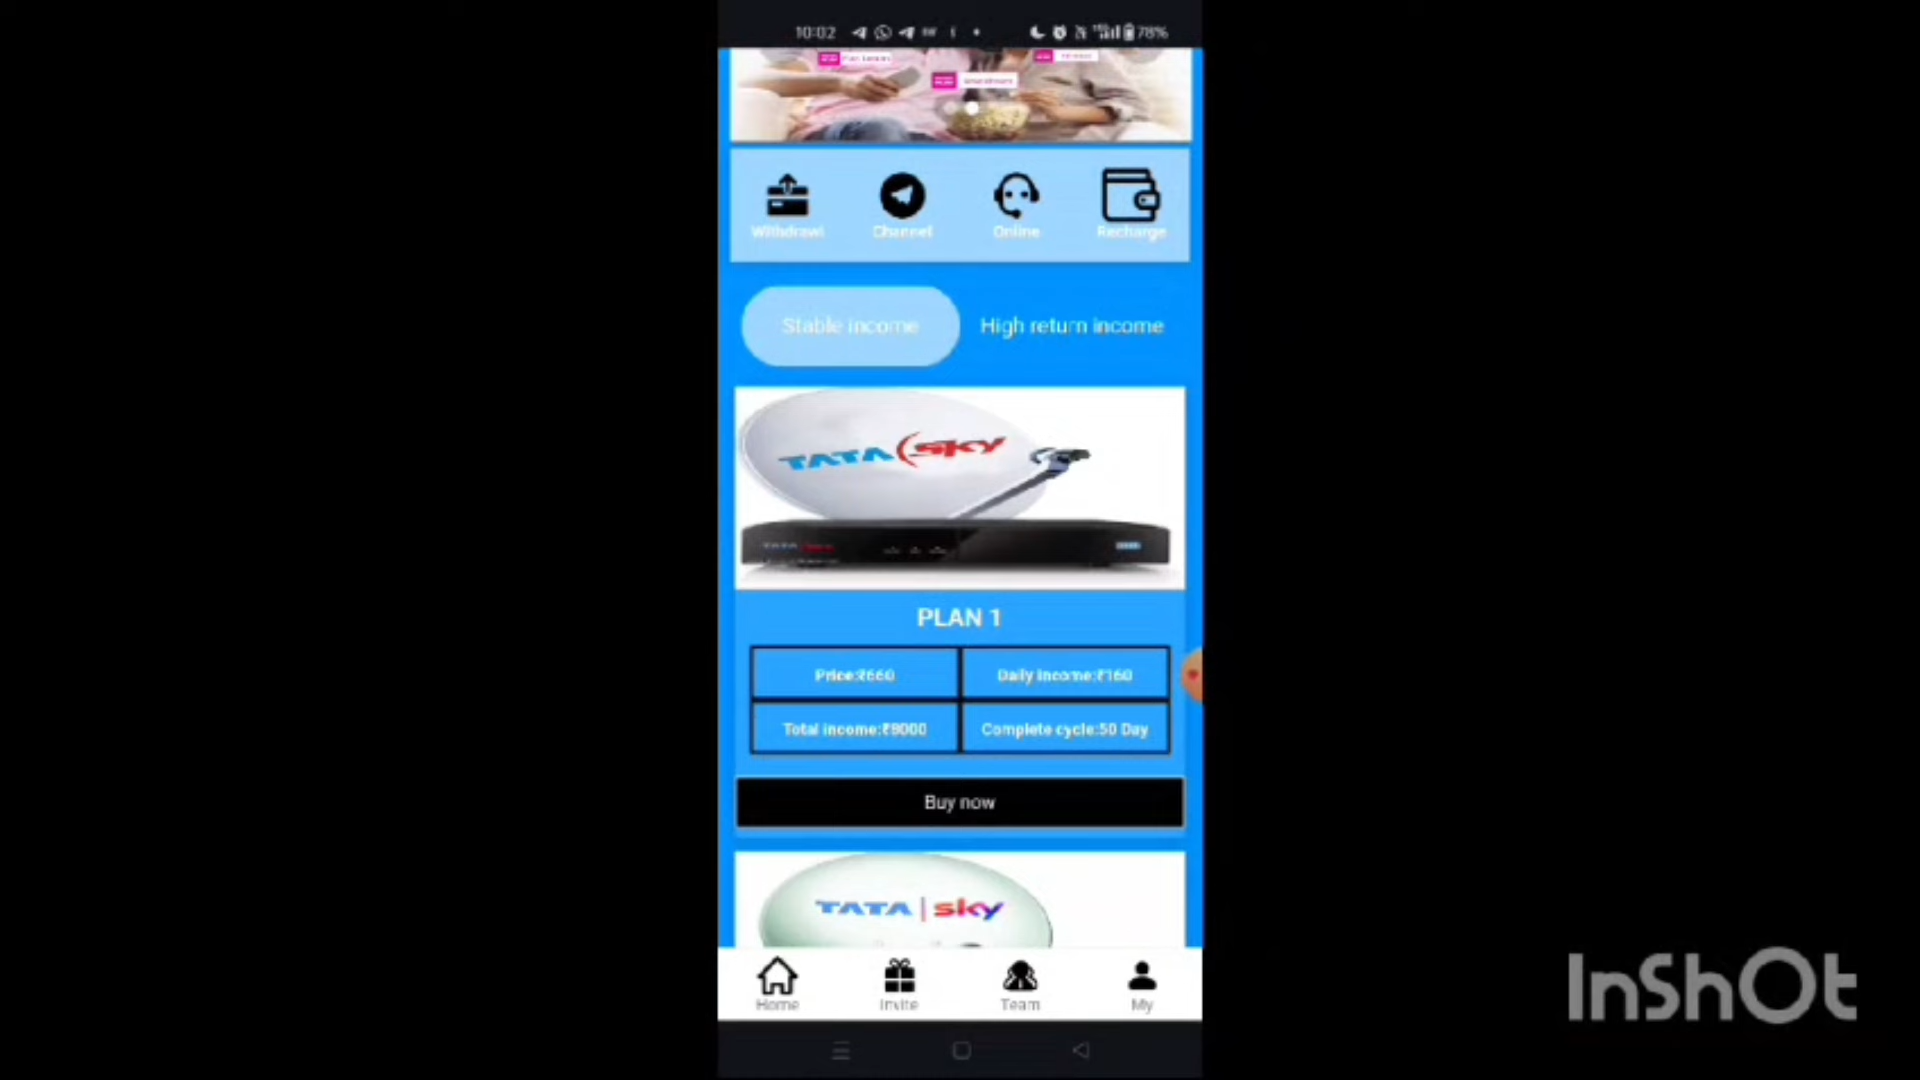 10:02
78%
Withdrawl
Channel
Online
Recharge
Stable income
High return income
TATA SKY
PLAN 1
Price:₹660
Daily Income:₹160
Total income:₹8000
Complete cycle:50 Day
Buy now
TATA sky
Home
Invite
Team
My
InShOt